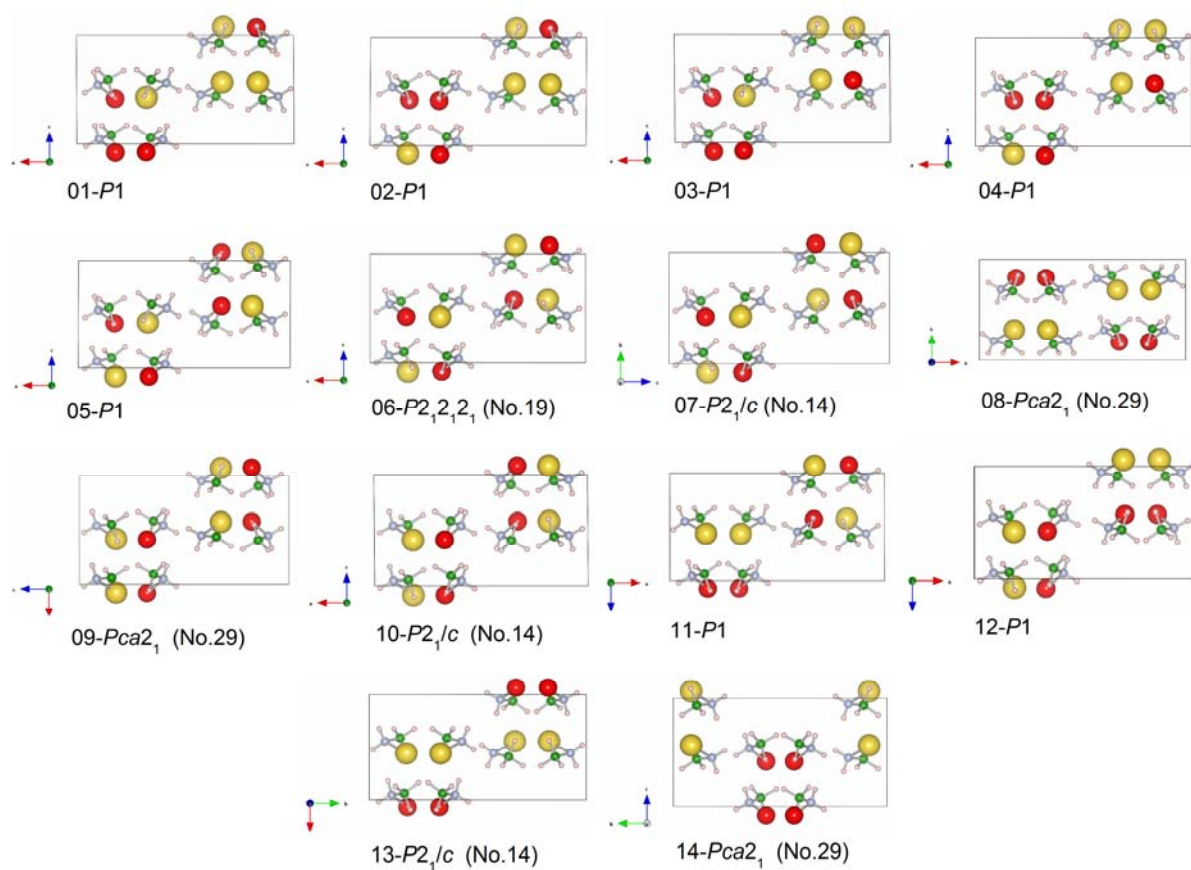 01-P1
02-P1
03-P1
04-P1
05-P1
06-P2₁2₁2₁ (No.19)
07-P2₁/c (No.14)
08-Pca2₁ (No.29)
09-Pca2₁ (No.29)
10-P2₁/c (No.14)
11-P1
12-P1
13-P2₁/c (No.14)
14-Pca2₁ (No.29)